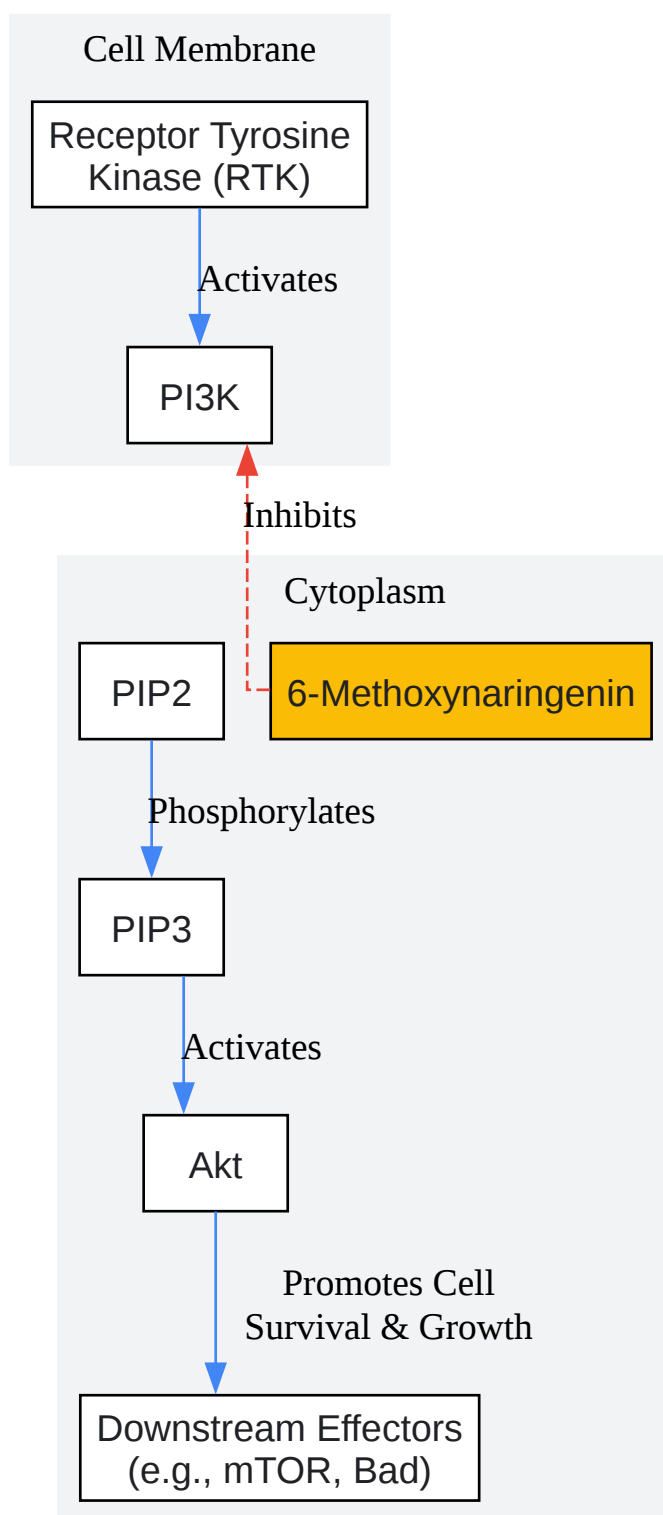 Cell Membrane
Receptor Tyrosine
Kinase (RTK)
Activates
PI3K
Inhibits
Cytoplasm
PIP2
6-Methoxynaringenin
Phosphorylates
PIP3
Activates
Akt
Promotes Cell
Survival & Growth
Downstream Effectors
(e.g., mTOR, Bad)